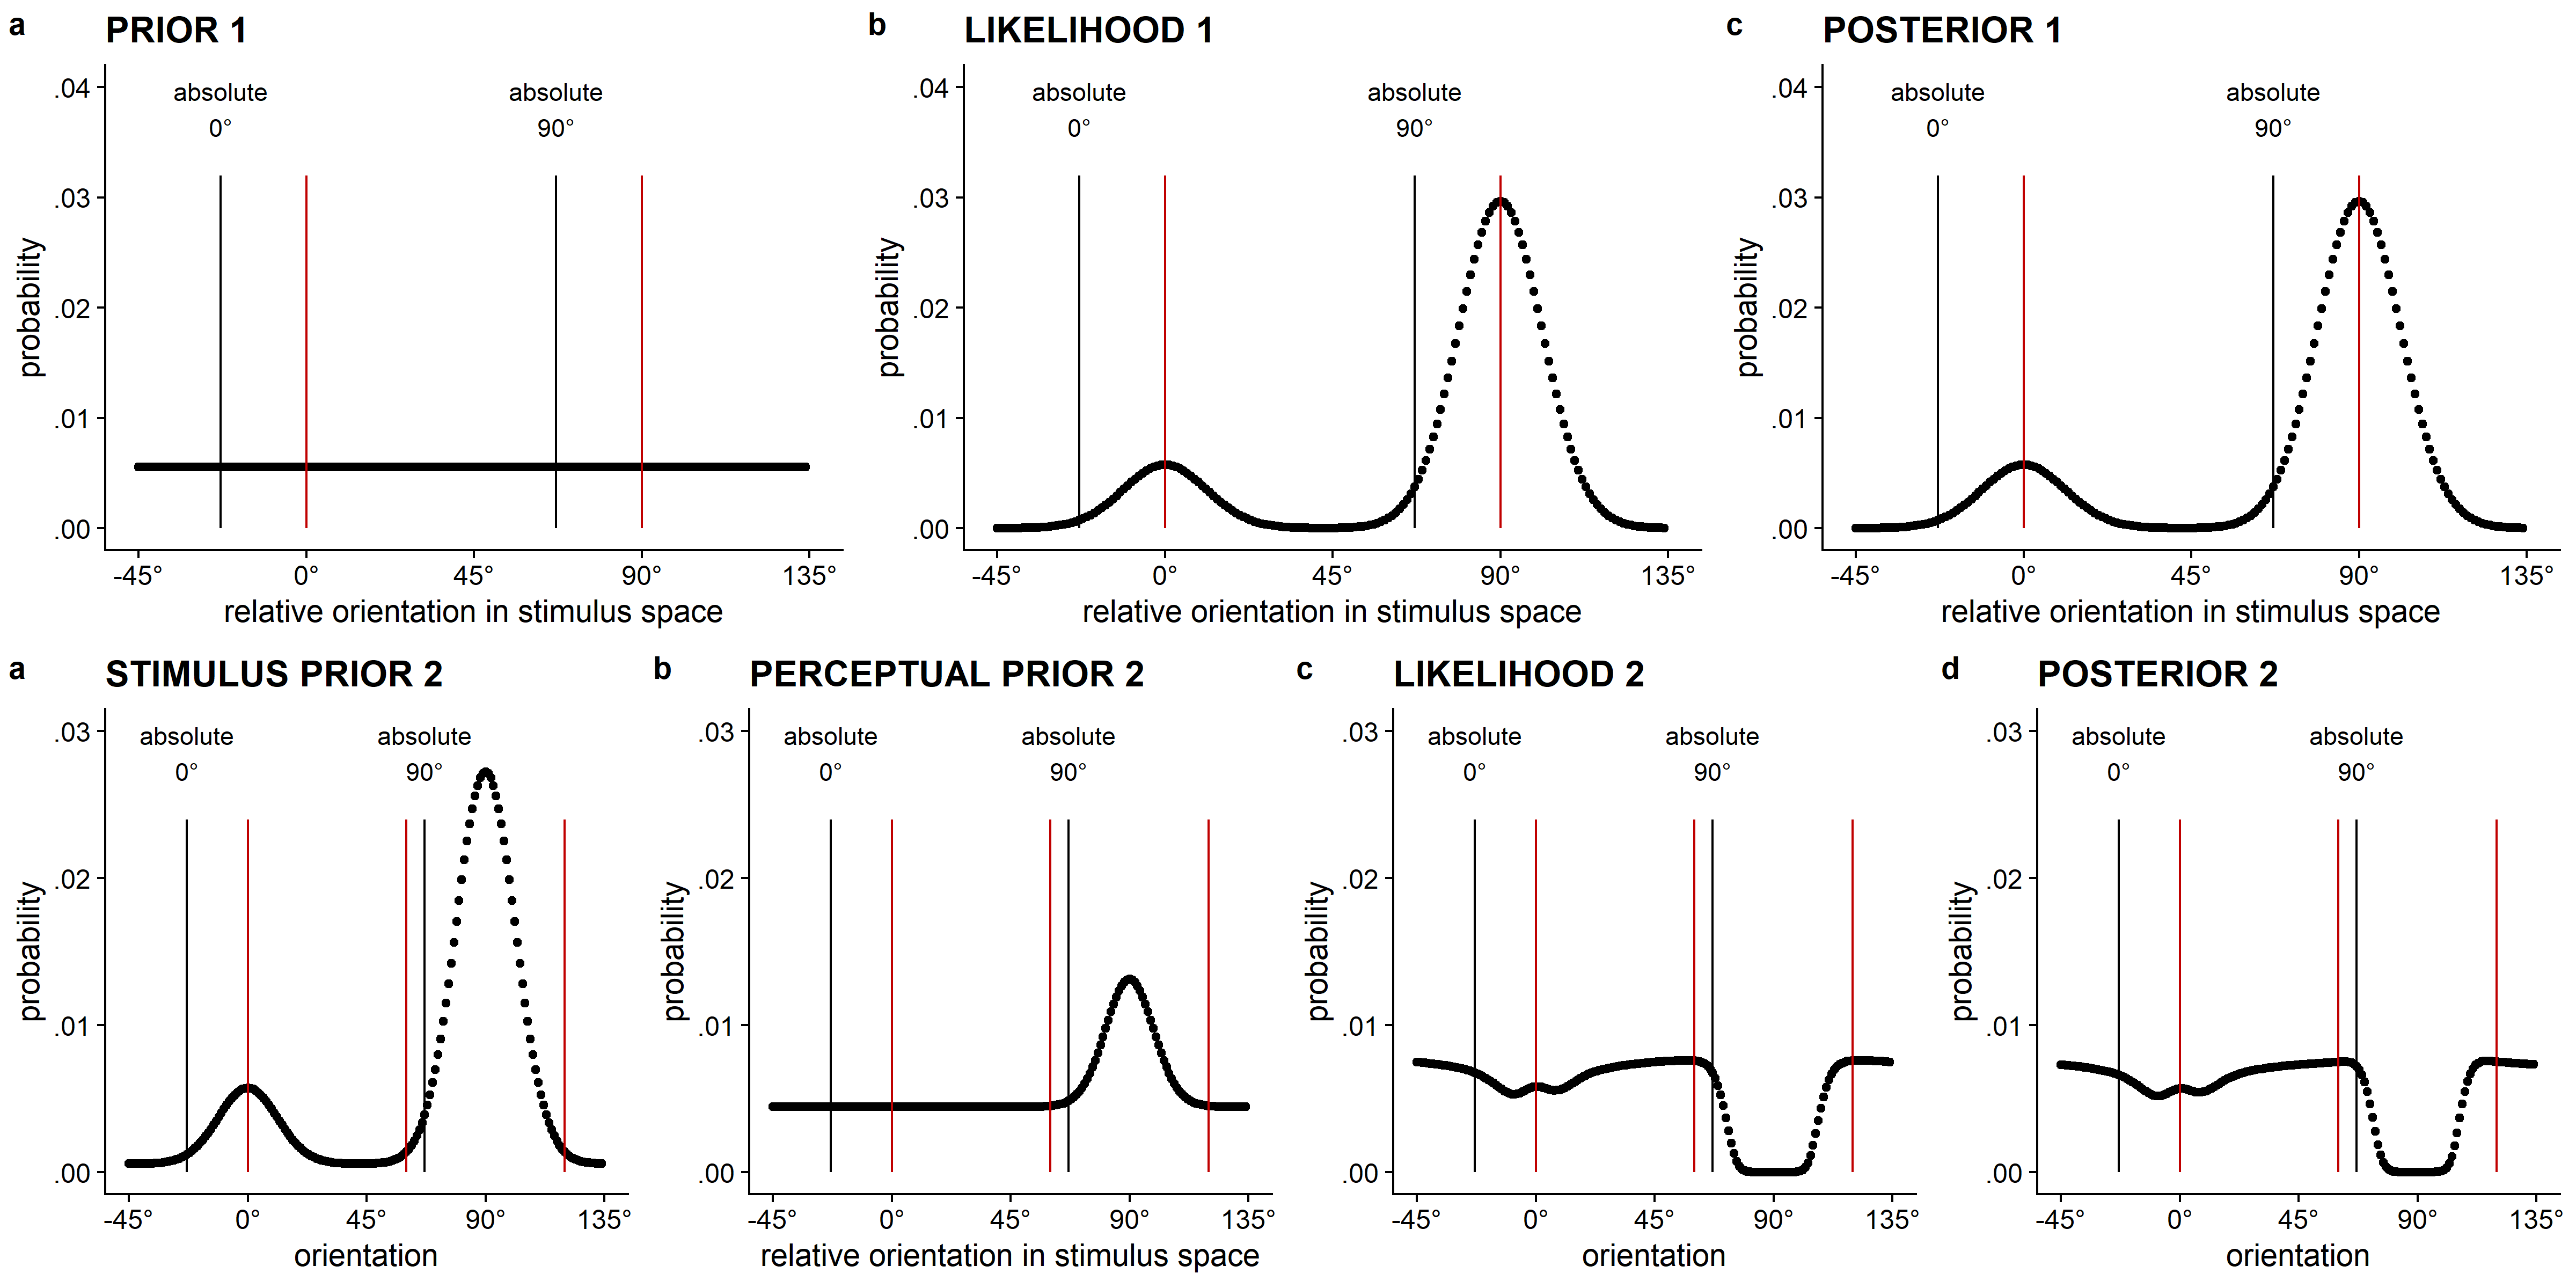 a PRIOR 1
.04
.03
.02
.01
.00
probability
absolute
0°
absolute
90°
-45° 0° 45° 90° 135°
relative orientation in stimulus space
b LIKELIHOOD 1
.04
.03
.02
.01
.00
probability
absolute
0°
absolute
90°
-45° 0° 45° 90° 135°
relative orientation in stimulus space
c POSTERIOR 1
.04
.03
.02
.01
.00
probability
absolute
0°
absolute
90°
-45° 0° 45° 90° 135°
relative orientation in stimulus space
a STIMULUS PRIOR 2
.03
.02
.01
.00
probability
absolute
0°
absolute
90°
-45° 0° 45° 90° 135°
orientation
b PERCEPTUAL PRIOR 2
.03
.02
.01
.00
probability
absolute
0°
absolute
90°
-45° 0° 45° 90° 135°
relative orientation in stimulus space
c LIKELIHOOD 2
.03
.02
.01
.00
probability
absolute
0°
absolute
90°
-45° 0° 45° 90° 135°
orientation
d POSTERIOR 2
.03
.02
.01
.00
probability
absolute
0°
absolute
90°
-45° 0° 45° 90° 135°
orientation